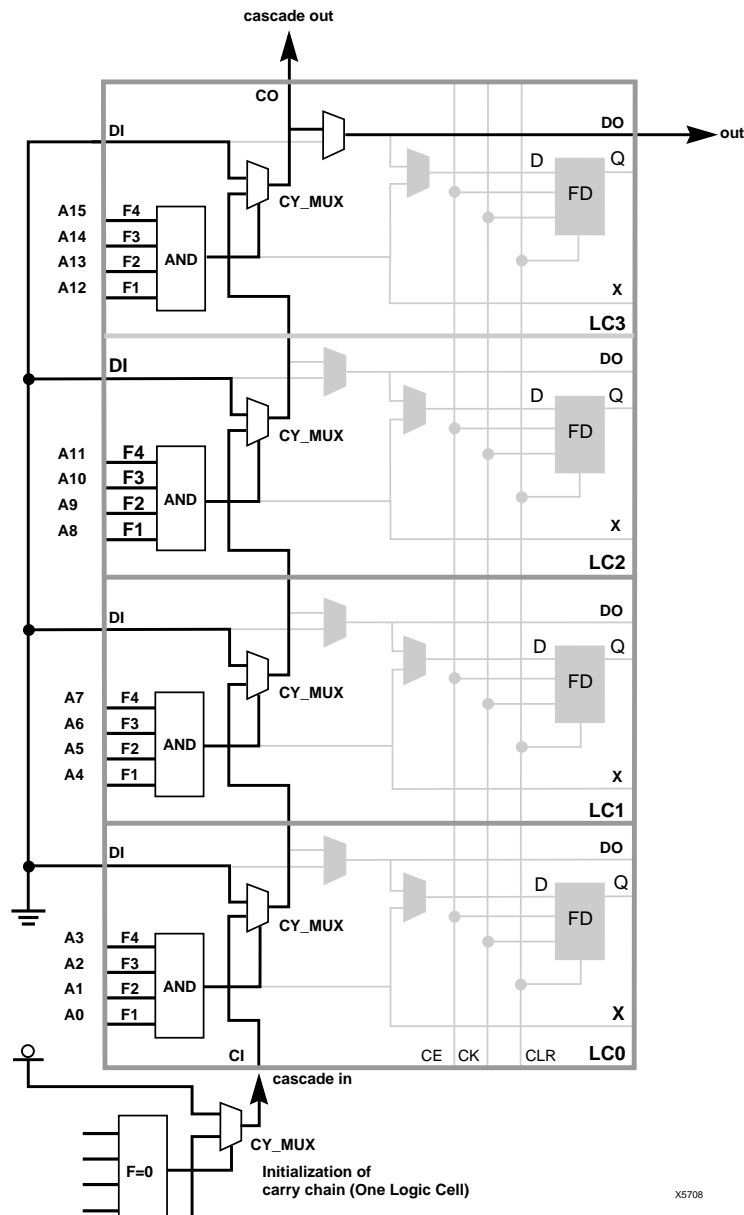 cascade out
CO
DI
DO
out
D
Q
FD
CY_MUX
A15 F4
A14 F3
A13 F2
A12 F1
AND
X
LC3
DI
DO
D
Q
FD
CY_MUX
A11 F4
A10 F3
A9 F2
A8 F1
AND
X
LC2
DI
DO
D
Q
FD
CY_MUX
A7 F4
A6 F3
A5 F2
A4 F1
AND
X
LC1
DI
DO
D
Q
FD
CY_MUX
A3 F4
A2 F3
A1 F2
A0 F1
AND
X
CI
CE
CK
CLR
LC0
cascade in
CY_MUX
F=0
Initialization of
carry chain (One Logic Cell)
X5708